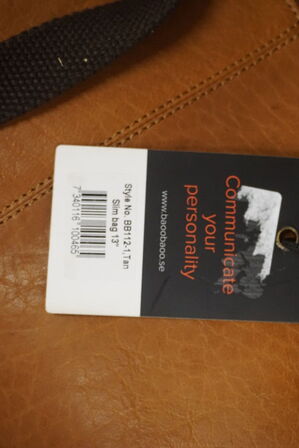 Communicate
your
personality
www.baoobaoo.se
Style No. BB112-1 Tan
Slim bag 13"
7 340116 100465